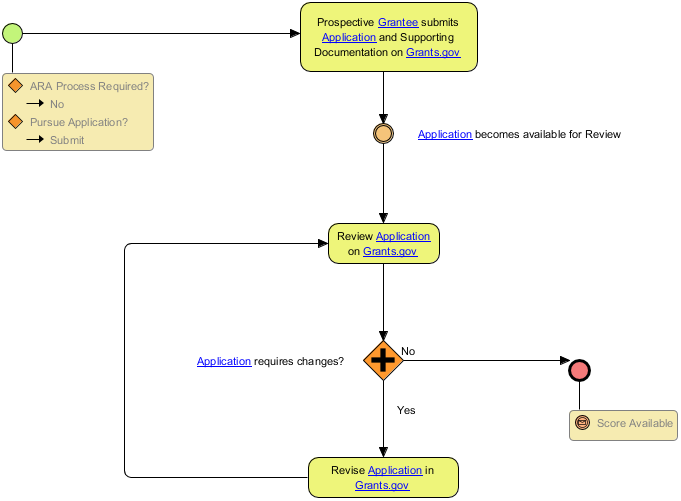 Prospective Grantee submits
Application and Supporting
Documentation on Grants.gov
ARA Process Required?
No
Pursue Application?
Submit
Application becomes available for Review
Review Application
on Grants.gov
Application requires changes?
No
Yes
Score Available
Revise Application in
Grants.gov